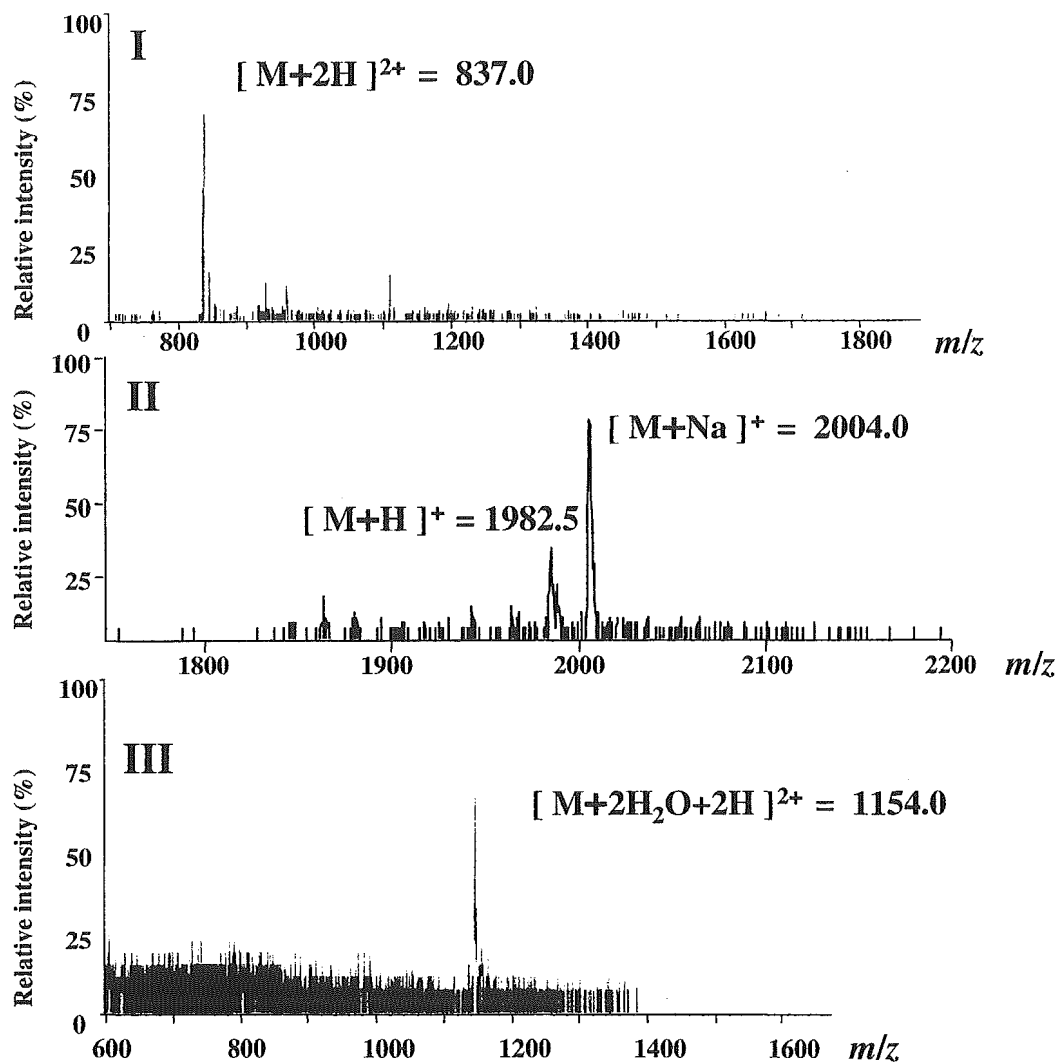 100
I
[ M+2H ]²⁺ = 837.0
75
50
25
0
Relative intensity (%)
800 1000 1200 1400 1600 1800 m/z
100
II
[ M+Na ]⁺ = 2004.0
75
[ M+H ]⁺ = 1982.5
50
25
Relative intensity (%)
1800 1900 2000 2100 2200 m/z
100
III
75
[ M+2H₂O+2H ]²⁺ = 1154.0
50
25
0
Relative intensity (%)
600 800 1000 1200 1400 1600 m/z